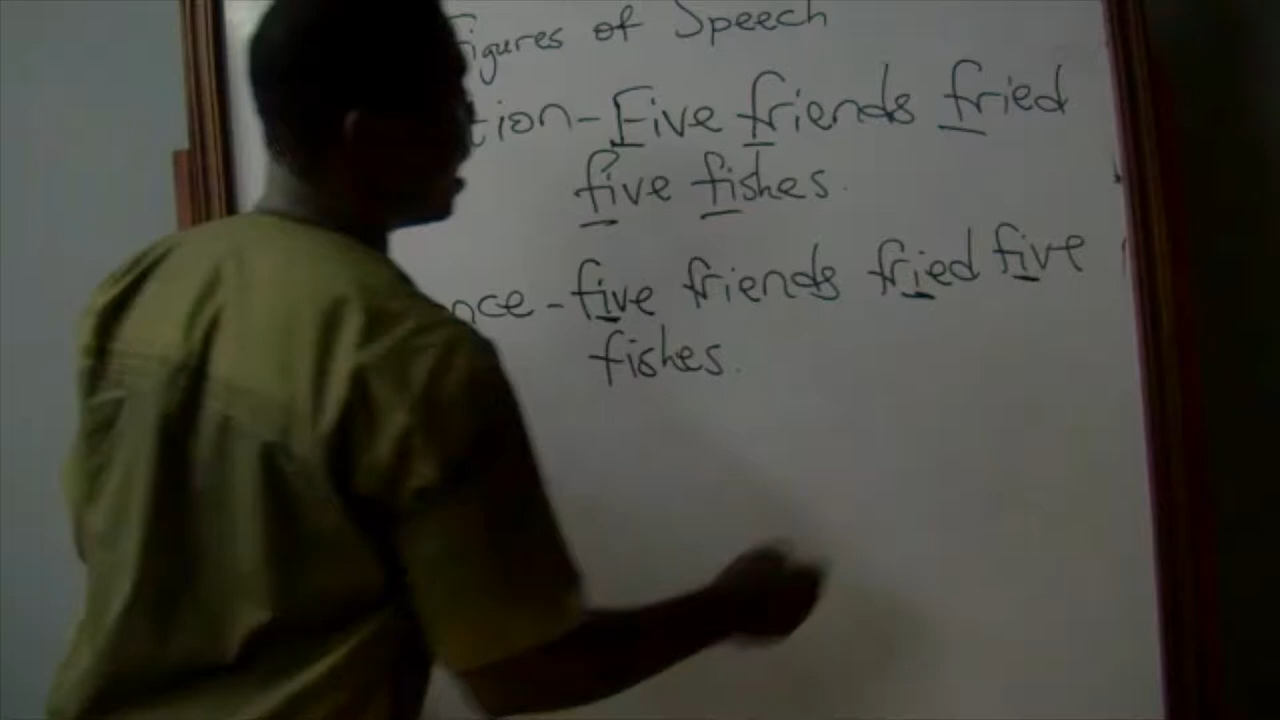 Figures of Speech
tion - Five friends fried
five fishes.
nce - five friends fried five
fishes.